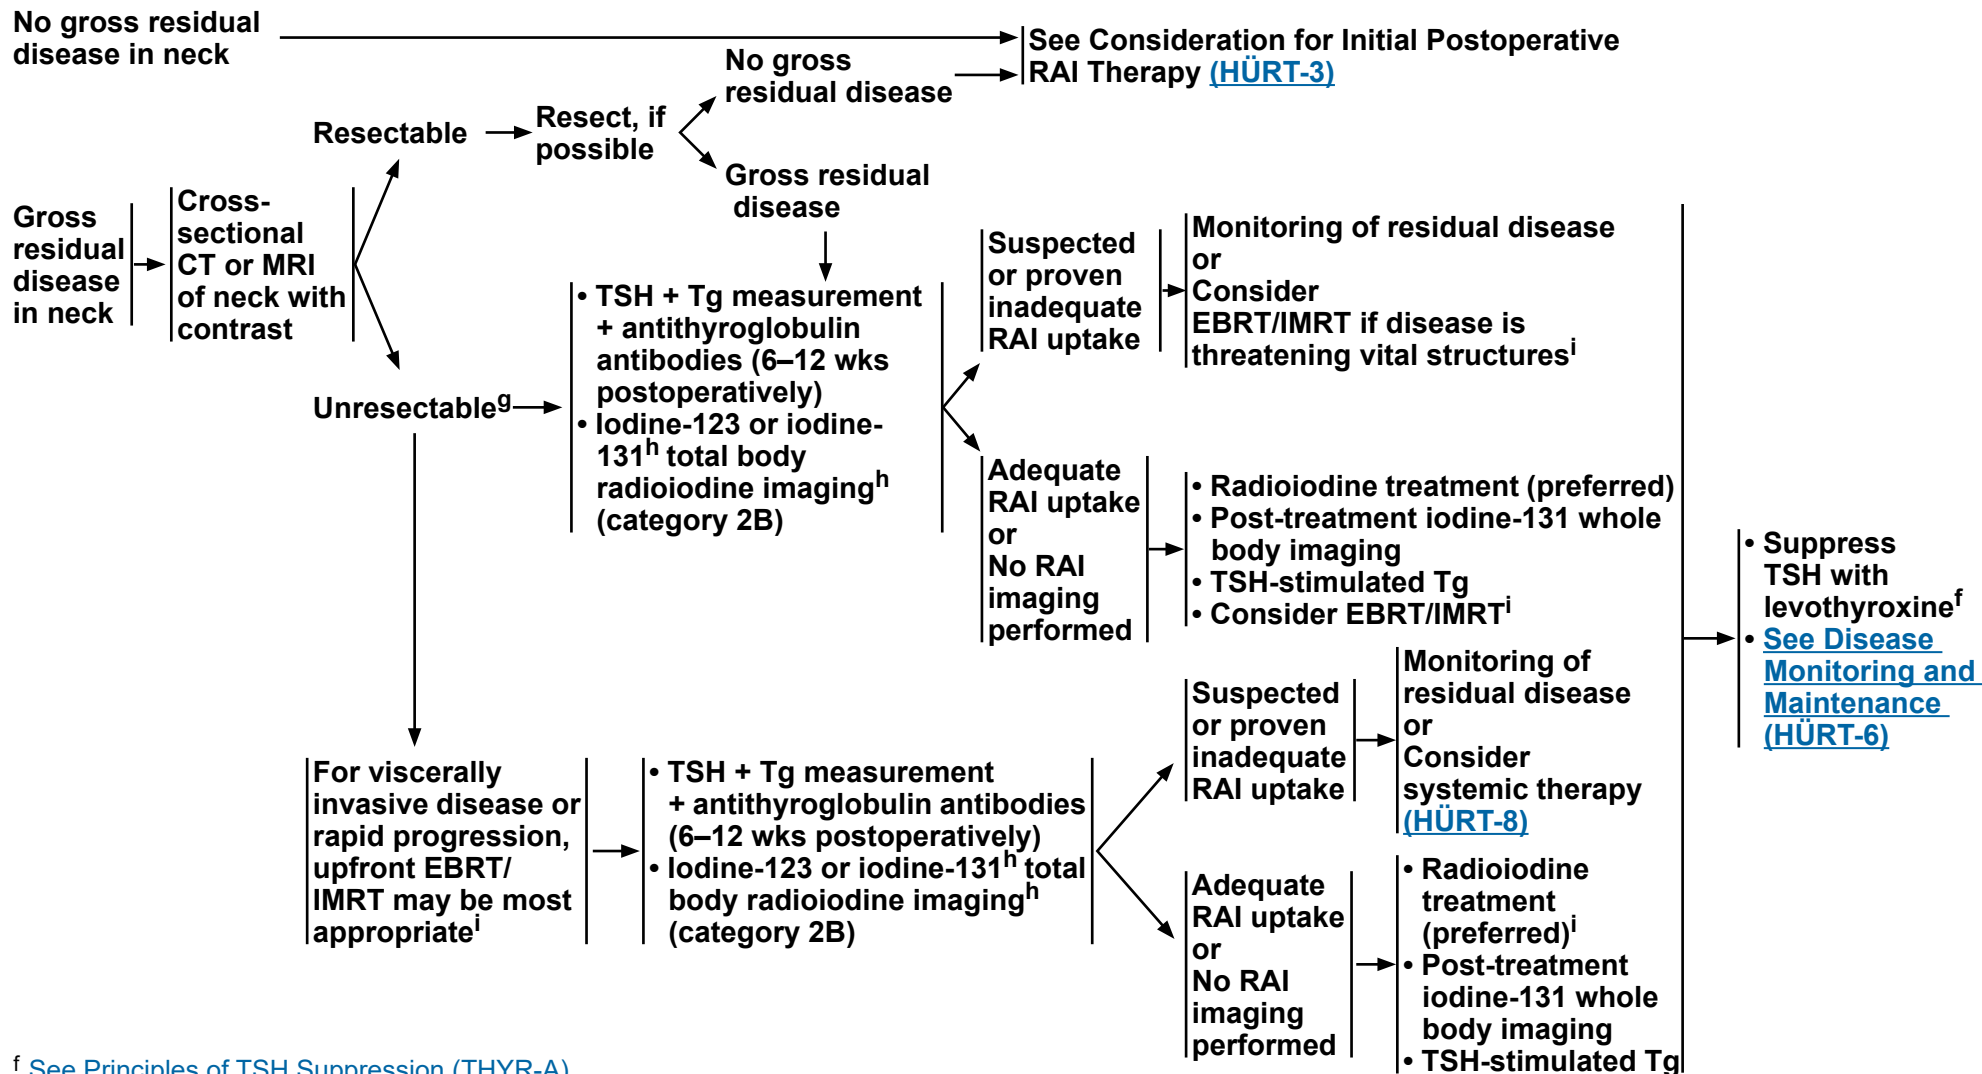 No gross residual
disease in neck
See Consideration for Initial Postoperative
RAI Therapy (HÜRT-3)
No gross
residual disease
Resectable
Resect, if
possible
Gross residual
disease
Gross
residual
disease
in neck
Cross-
sectional
CT or MRI
of neck with
contrast
Unresectableg
• TSH + Tg measurement
+ antithyroglobulin
antibodies (6–12 wks
postoperatively)
• Iodine-123 or iodine-
131h total body
radioiodine imagingh
(category 2B)
Suspected
or proven
inadequate
RAI uptake
Monitoring of residual disease
or
Consider
EBRT/IMRT if disease is
threatening vital structuresi
Adequate
RAI uptake
or
No RAI
imaging
performed
• Radioiodine treatment (preferred)
• Post-treatment iodine-131 whole
body imaging
• TSH-stimulated Tg
• Consider EBRT/IMRTi
For viscerally
invasive disease or
rapid progression,
upfront EBRT/
IMRT may be most
appropriatei
• TSH + Tg measurement
+ antithyroglobulin antibodies
(6–12 wks postoperatively)
• Iodine-123 or iodine-131h total
body radioiodine imagingh
(category 2B)
Suspected
or proven
inadequate
RAI uptake
Monitoring of
residual disease
or
Consider
systemic therapy
(HÜRT-8)
Adequate
RAI uptake
or
No RAI
imaging
performed
• Radioiodine
treatment
(preferred)i
• Post-treatment
iodine-131 whole
body imaging
• TSH-stimulated Tg
• Suppress
TSH with
levothyroxinef
• See Disease
Monitoring and
Maintenance
(HÜRT-6)
f See Principles of TSH Suppression (THYR-A)